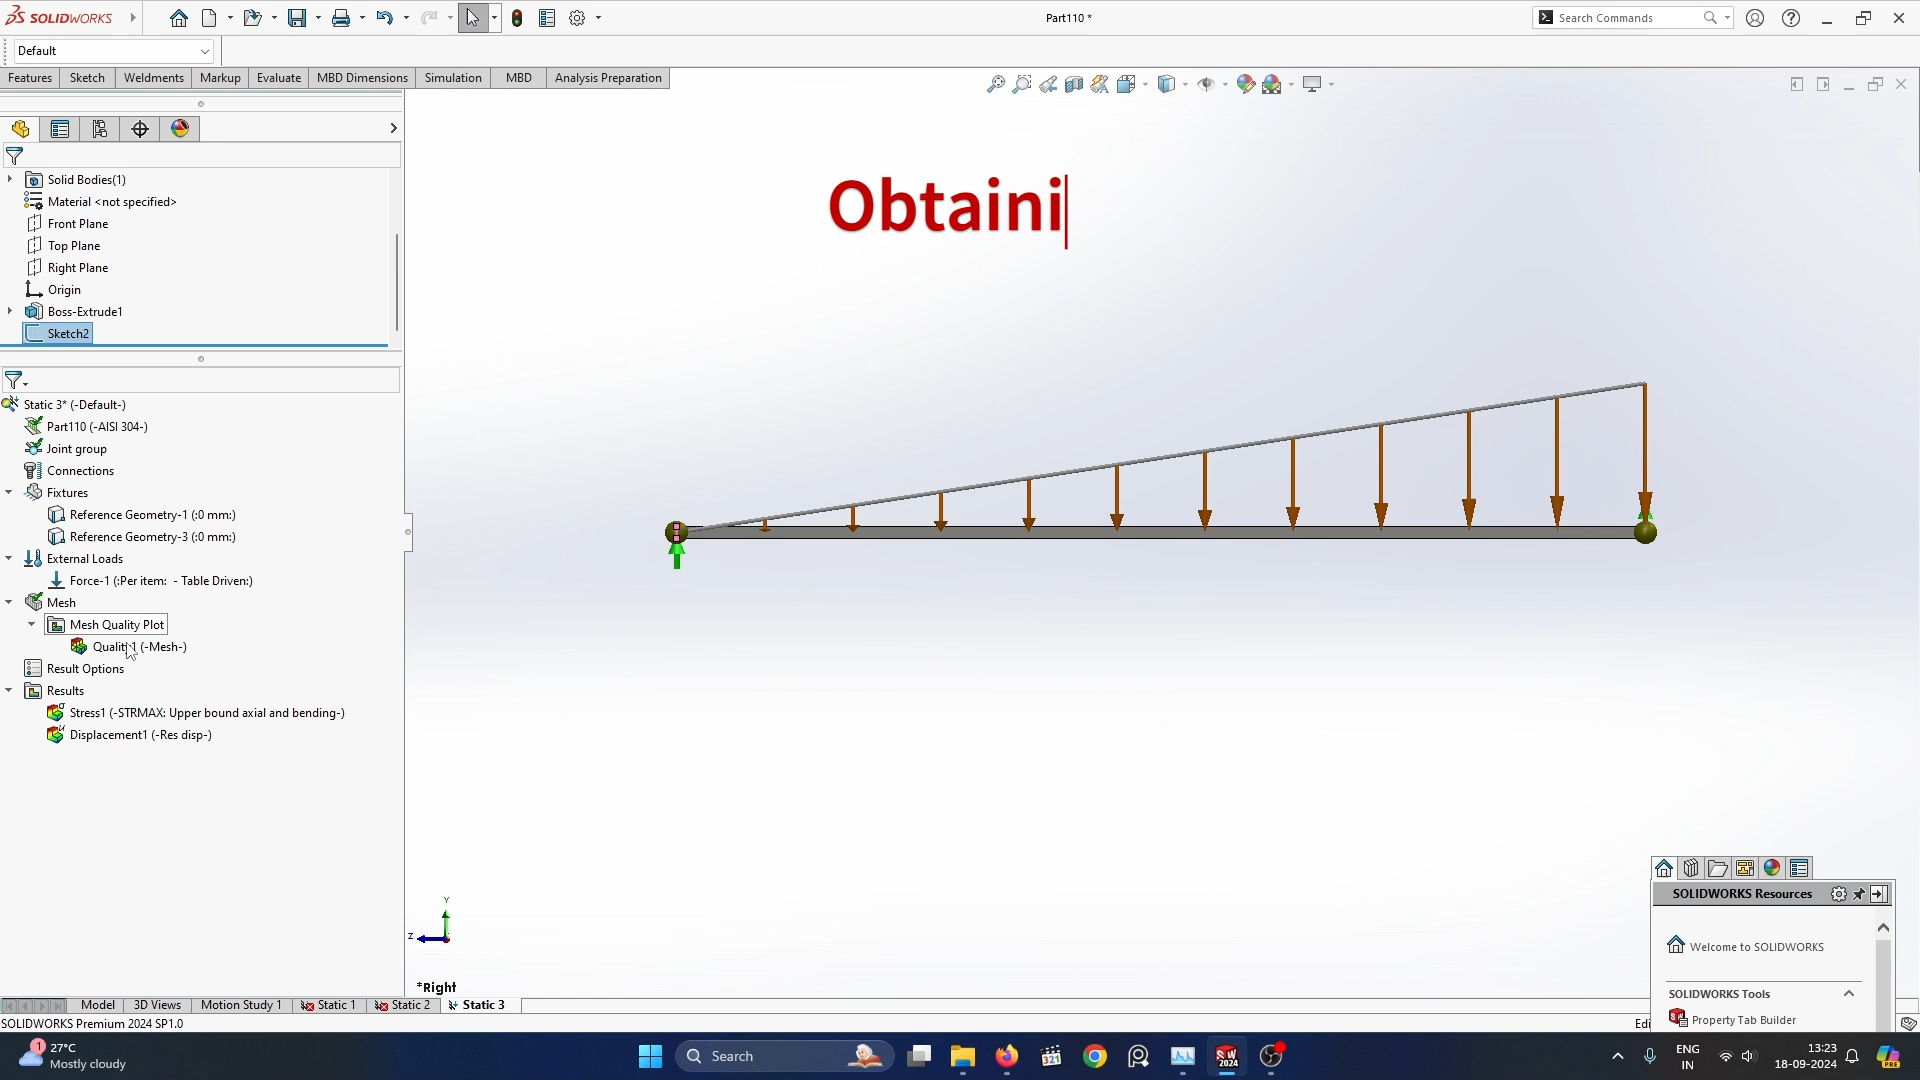 SOLIDWORKS
Part110 *
Search Commands
Default
Features Sketch Weldments Markup Evaluate MBD Dimensions Simulation MBD Analysis Preparation
Obtaini
Solid Bodies(1)
Material <not specified>
Front Plane
Top Plane
Right Plane
Origin
Boss-Extrude1
Sketch2
Static 3* (-Default-)
Part110 (-AISI 304-)
Joint group
Connections
Fixtures
Reference Geometry-1 (:0 mm:)
Reference Geometry-3 (:0 mm:)
External Loads
Force-1 (:Per item: - Table Driven:)
Mesh
Mesh Quality Plot
Quality1 (-Mesh-)
Result Options
Results
Stress1 (-STRMAX: Upper bound axial and bending-)
Displacement1 (-Res disp-)
Y
Z
*Right
SOLIDWORKS Resources
Welcome to SOLIDWORKS
SOLIDWORKS Tools
Property Tab Builder
Model 3D Views Motion Study 1 Static 1 Static 2 Static 3
SOLIDWORKS Premium 2024 SP1.0
Edi
1
27°C
Mostly cloudy
Search
321
SW
2024
ENG
IN
13:23
18-09-2024
PRE